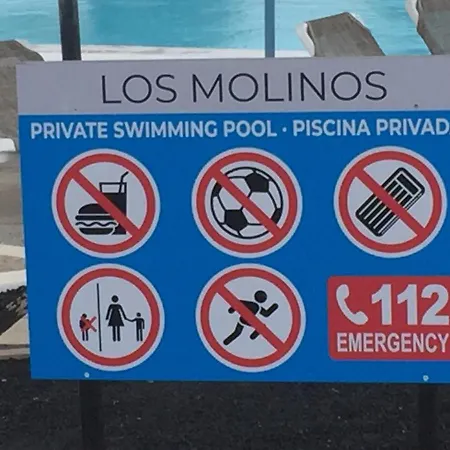 LOS MOLINOS
PRIVATE SWIMMING POOL · PISCINA PRIVAD
112
EMERGENCY